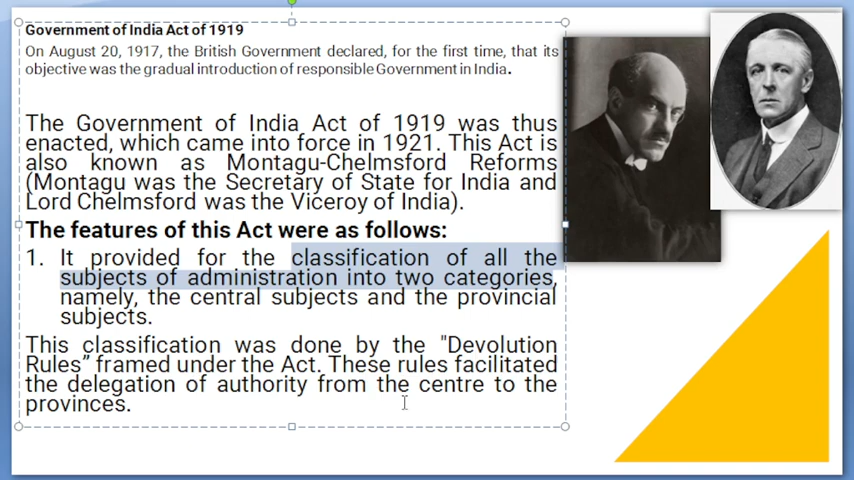 Government of India Act of 1919
On August 20, 1917, the British Government declared, for the first time, that its
objective was the gradual introduction of responsible Government in India.
The Government of India Act of 1919 was thus
enacted, which came into force in 1921. This Act is
also known as Montagu-Chelmsford Reforms
(Montagu was the Secretary of State for India and
Lord Chelmsford was the Viceroy of India).
The features of this Act were as follows:
1. It provided for the classification of all the
subjects of administration into two categories,
namely, the central subjects and the provincial
subjects.
This classification was done by the "Devolution
Rules” framed under the Act. These rules facilitated
the delegation of authority from the centre to the
provinces.